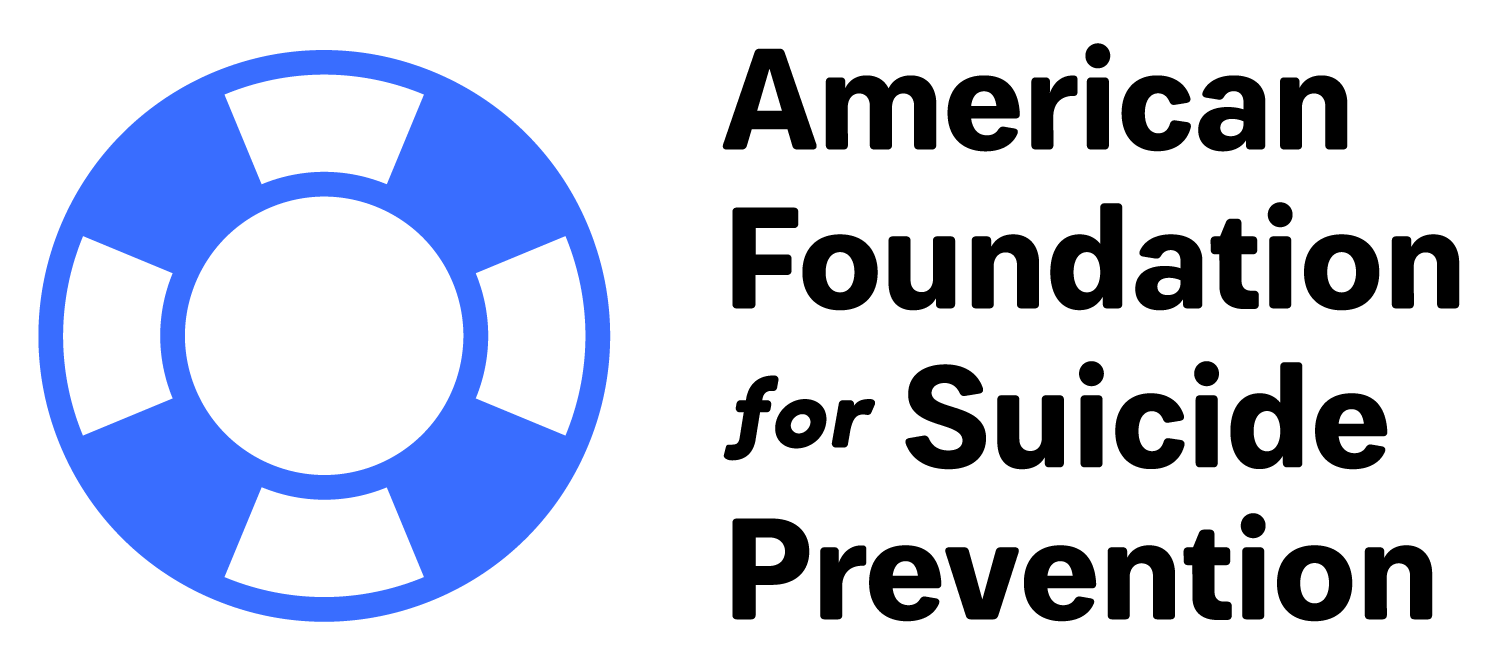 American
Foundation
for Suicide
Prevention